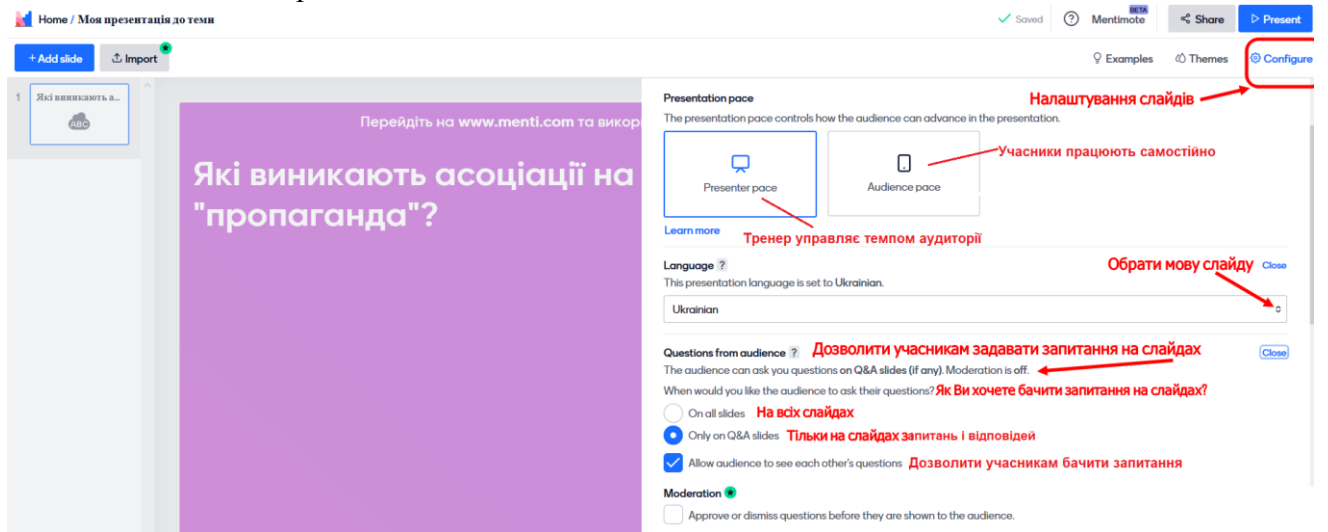 Home / Моя презентація до теми
Saved
?
Mentimote
BETA
Share
Present
+ Add slide
Import
Examples
Themes
Configure
1
Які виникають а...
ABC
Перейдіть на www.menti.com та викор
Які виникають асоціації на
"пропаганда"?
Presentation pace
Налаштування слайдів
The presentation pace controls how the audience can advance in the presentation.
Учасники працюють самостійно
Presenter pace
Audience pace
Learn more
Тренер управляє темпом аудиторії
Language ?
Обрати мову слайду
Close
This presentation language is set to Ukrainian.
Ukrainian
Questions from audience ?
Дозволити учасникам задавати запитання на слайдах
Close
The audience can ask you questions on Q&A slides (if any). Moderation is off.
When would you like the audience to ask their questions? Як Ви хочете бачити запитання на слайдах?
On all slides На всіх слайдах
Only on Q&A slides Тільки на слайдах запитань і відповідей
Allow audience to see each other's questions Дозволити учасникам бачити запитання
Moderation
Approve or dismiss questions before they are shown to the audience.